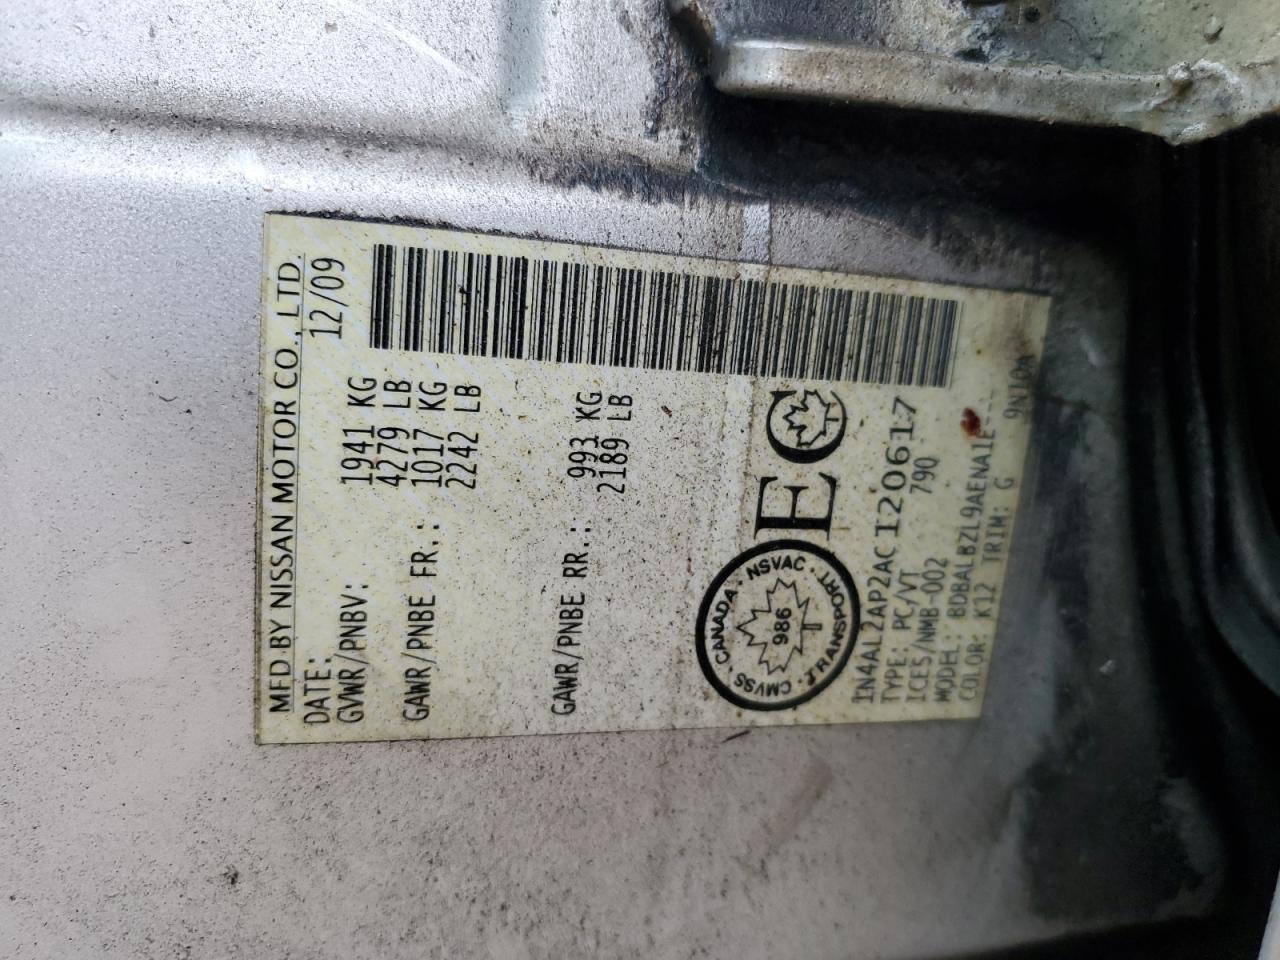 MFD BY NISSAN MOTOR CO., LTD.
DATE: 12/09
GVWR/PNBV: 1941 KG
4279 LB
GAWR/PNBE FR.: 1017 KG
2242 LB
GAWR/PNBE RR.: 993 KG
2189 LB
CANADA · NSVAC · TRANSPORT · CMVSS ·
986
EC
1N4AL2AP2AC120617
TYPE: PC/VT 790
ICES/NMB-002
MODEL: BDBALBZL9AENA1E---
COLOR: K12 TRIM: G